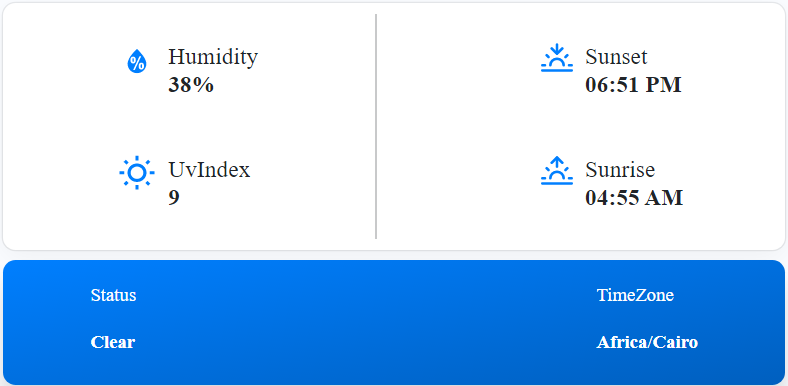 Humidity
38%
Sunset
06:51 PM
UvIndex
9
Sunrise
04:55 AM
Status
TimeZone
Clear
Africa/Cairo